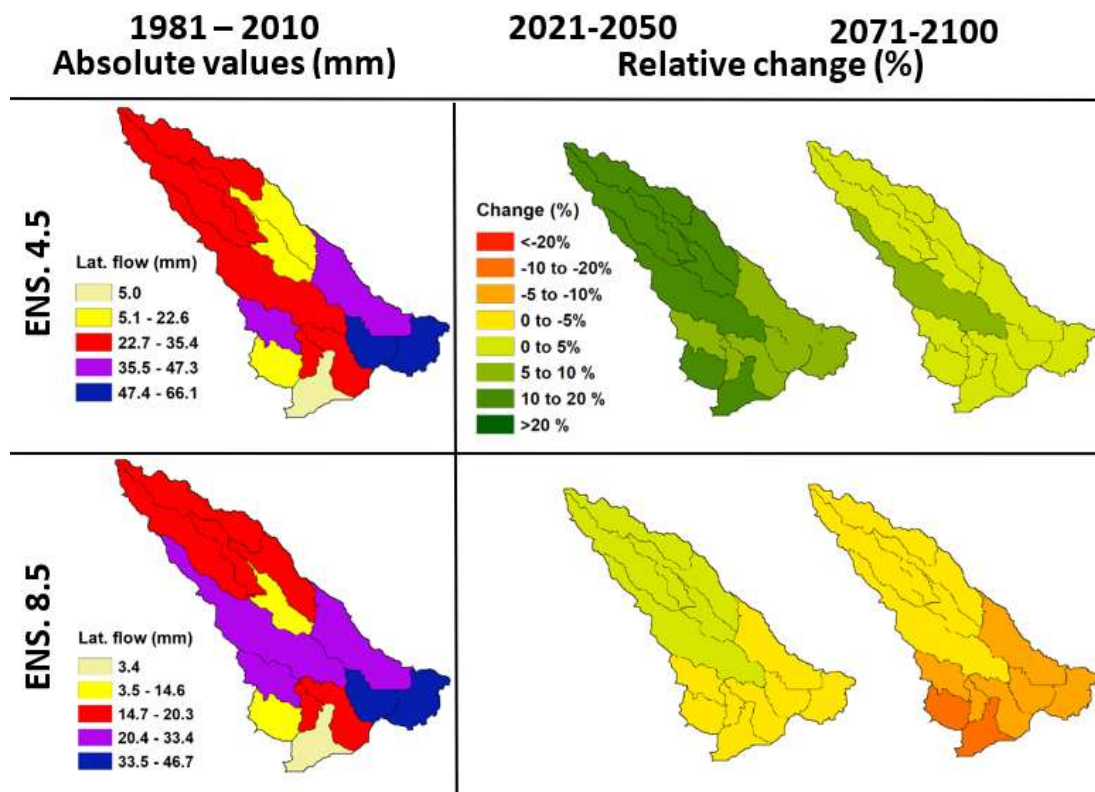 1981 – 2010
Absolute values (mm)
2021-2050
2071-2100
Relative change (%)
ENS. 4.5
Lat. flow (mm)
5.0
5.1 - 22.6
22.7 - 35.4
35.5 - 47.3
47.4 - 66.1
Change (%)
<-20%
-10 to -20%
-5 to -10%
0 to -5%
0 to 5%
5 to 10 %
10 to 20 %
>20 %
ENS. 8.5
Lat. flow (mm)
3.4
3.5 - 14.6
14.7 - 20.3
20.4 - 33.4
33.5 - 46.7